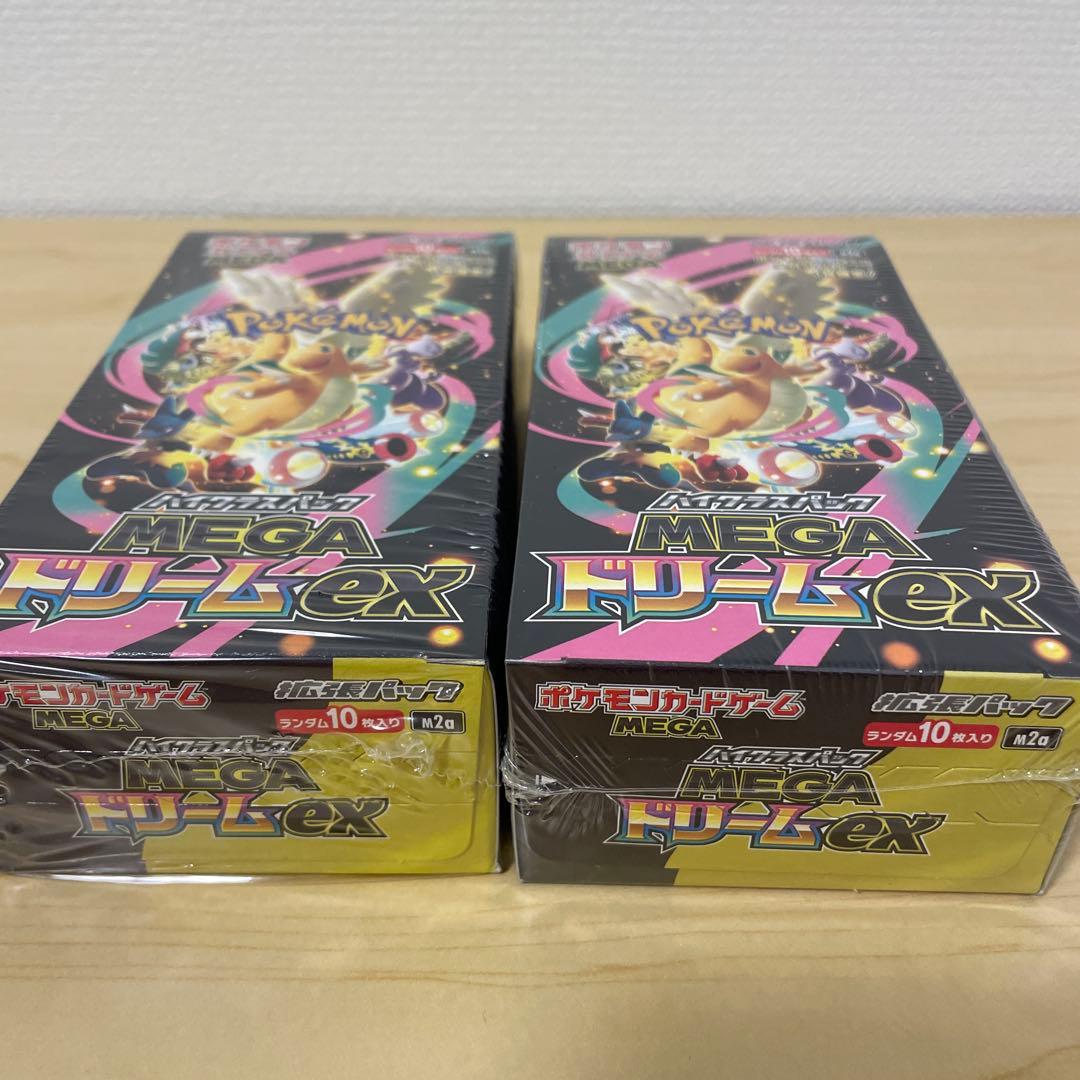 ポケモン
MEGA
POKÉMON
ハイクラスパック
MEGA
ドリームex
ポケモンカードゲーム
MEGA
拡張パック
ランダム10枚入り M2a
ハイクラスパック
MEGA
ドリームex
POKÉMON
ハイクラスパック
MEGA
ドリームex
ポケモンカードゲーム
MEGA
拡張パック
ランダム10枚入り M2a
ハイクラスパック
MEGA
ドリームex